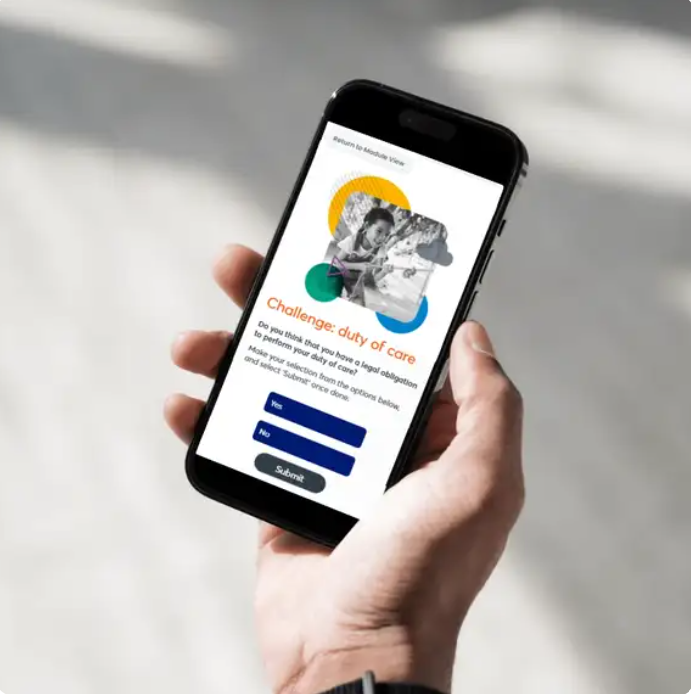 Return to Module View
Challenge: duty of care
Do you think that you have a legal obligation
to perform your duty of care?
Make your selection from the options below,
and select 'Submit' once done.
Yes
No
Submit